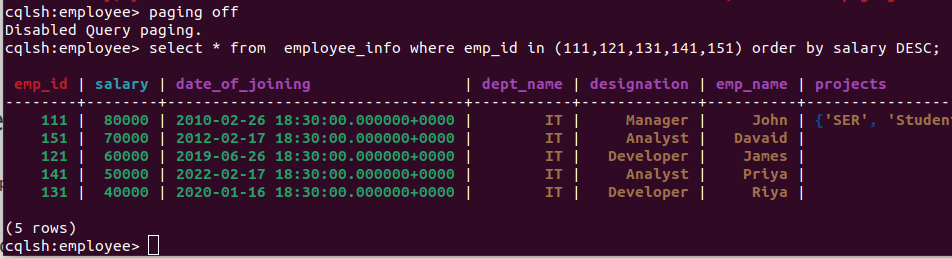 cqlsh:employee> paging off
Disabled Query paging.
cqlsh:employee> select * from  employee_info where emp_id in (111,121,131,141,151) order by salary DESC;
emp_id | salary | date_of_joining | dept_name | designation | emp_name | projects
--------+--------+---------------------------------+-----------+-------------+----------+----------
111 | 80000 | 2010-02-26 18:30:00.000000+0000 | IT | Manager | John | {'SER', 'Student
151 | 70000 | 2012-02-17 18:30:00.000000+0000 | IT | Analyst | Davaid |
121 | 60000 | 2019-06-26 18:30:00.000000+0000 | IT | Developer | James |
141 | 50000 | 2022-02-17 18:30:00.000000+0000 | IT | Analyst | Priya |
131 | 40000 | 2020-01-16 18:30:00.000000+0000 | IT | Developer | Riya |
(5 rows)
cqlsh:employee>